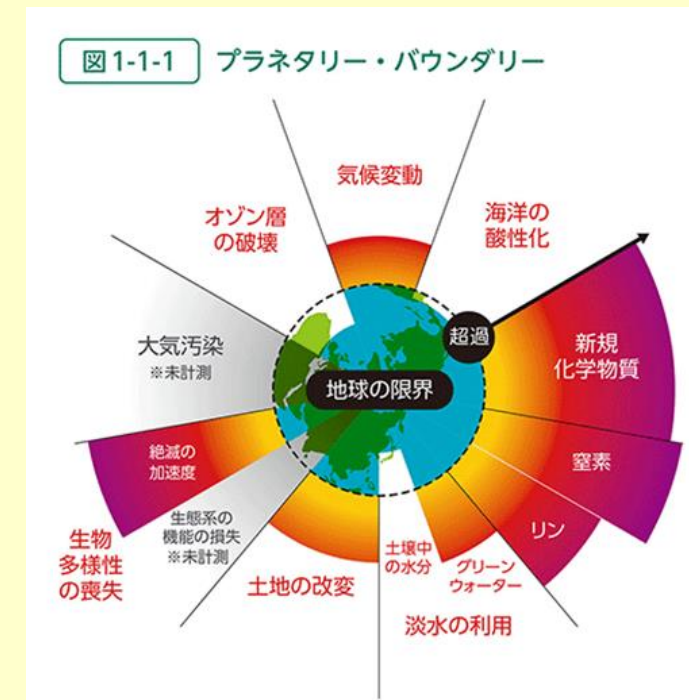 図1-1-1 プラネタリー・バウンダリー
気候変動
オゾン層
の破壊
海洋の
酸性化
大気汚染
※未計測
超過
新規
化学物質
地球の限界
絶滅の
加速度
窒素
生態系の
機能の損失
※未計測
リン
生物
多様性
の喪失
土地の改変
土壌中
の水分
グリーン
ウォーター
淡水の利用